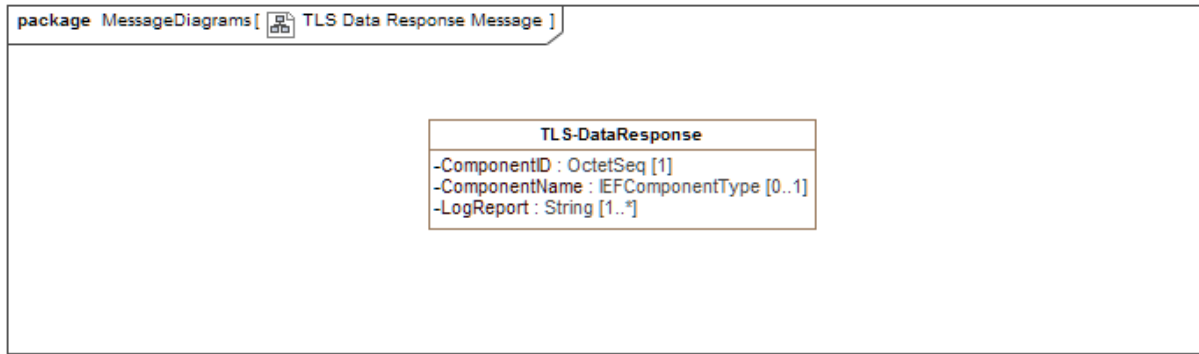 package MessageDiagrams[ TLS Data Response Message ]
TLS-DataResponse
-ComponentID : OctetSeq [1]
-ComponentName : IEFComponentType [0..1]
-LogReport : String [1..*]